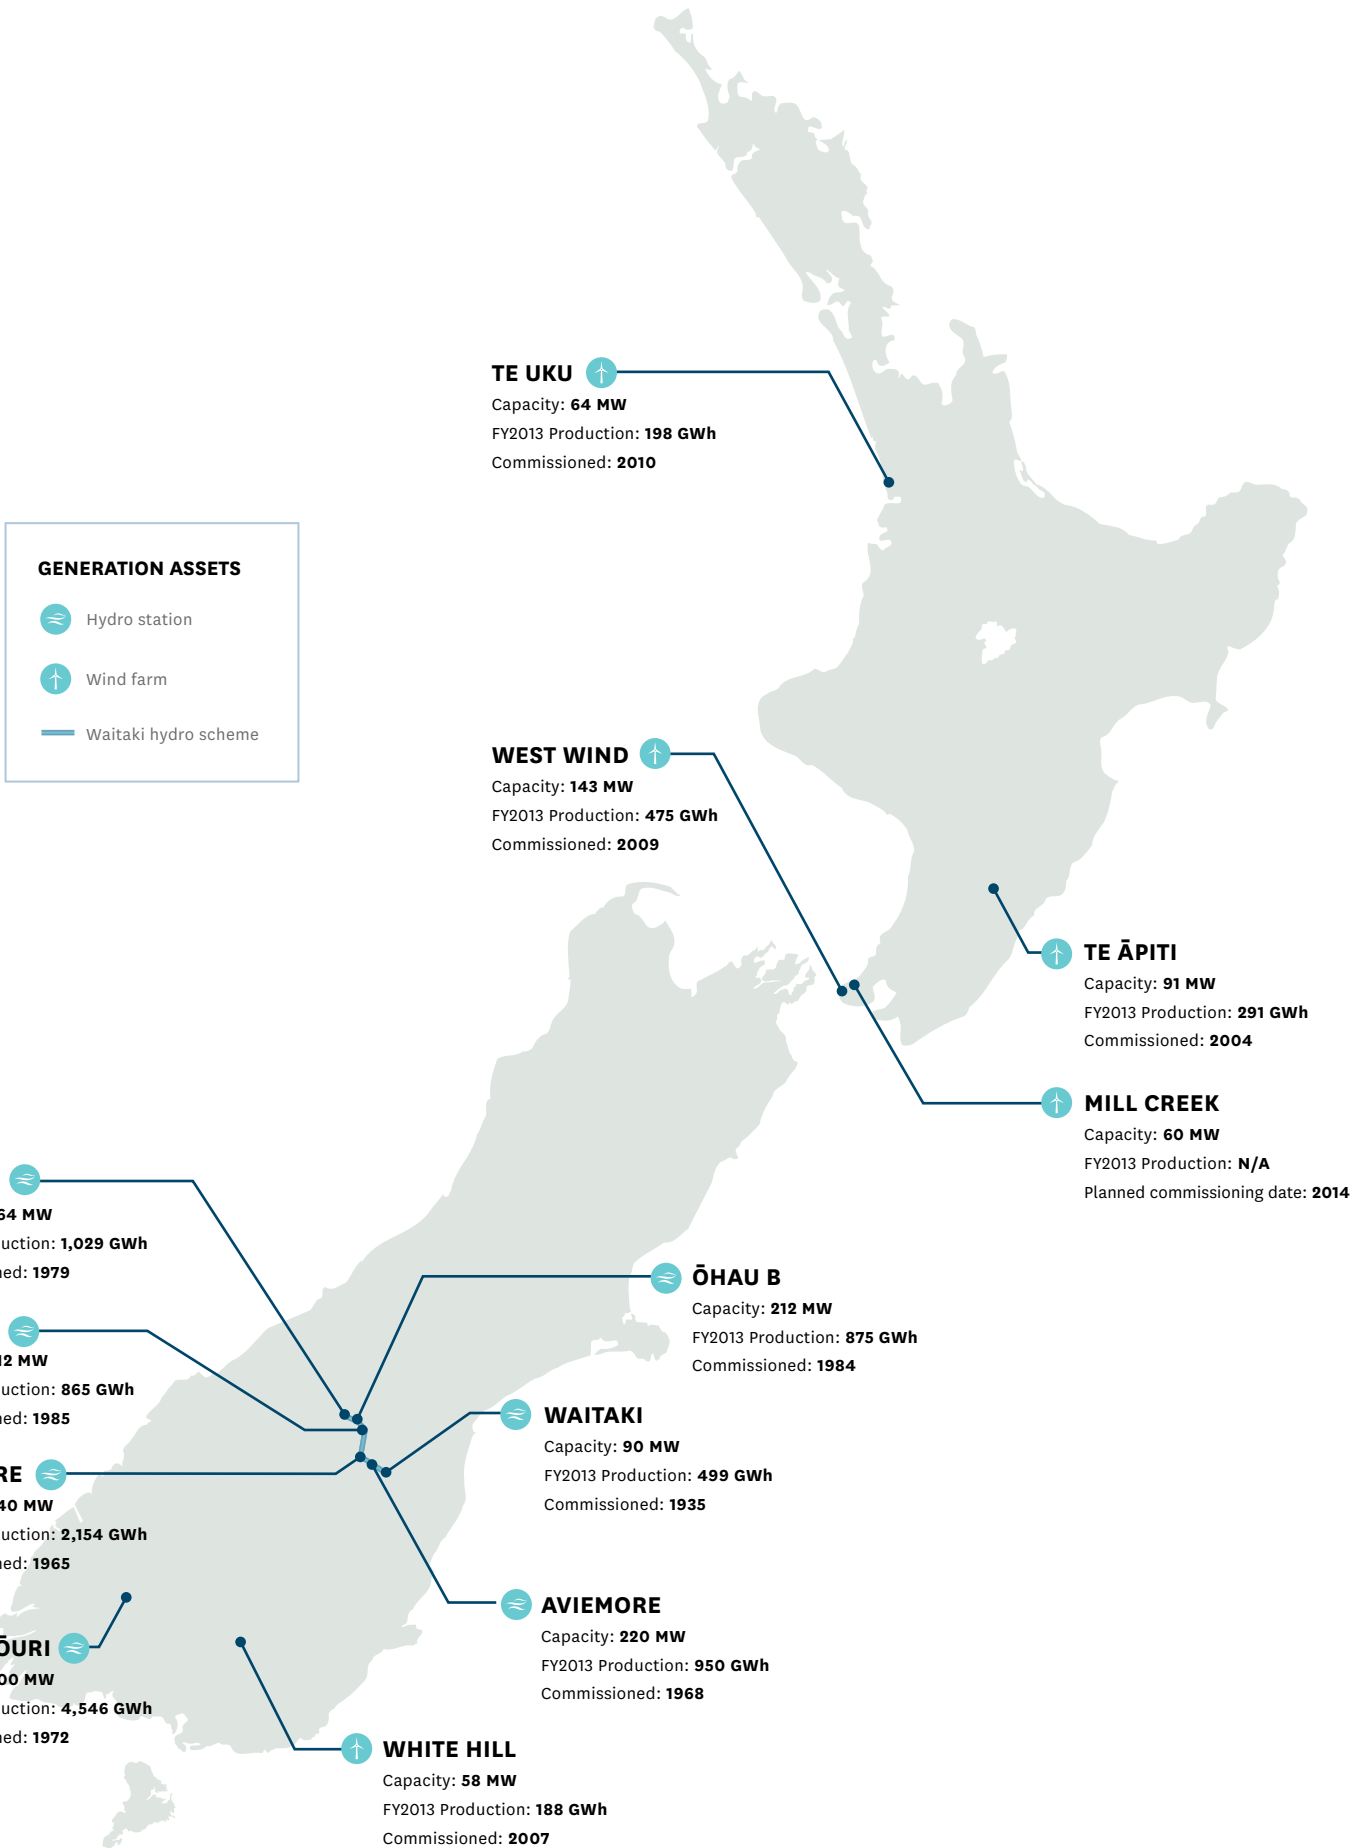 TE UKU
Capacity: 64 MW
FY2013 Production: 198 GWh
Commissioned: 2010
GENERATION ASSETS
Hydro station
Wind farm
Waitaki hydro scheme
WEST WIND
Capacity: 143 MW
FY2013 Production: 475 GWh
Commissioned: 2009
TE ĀPITI
Capacity: 91 MW
FY2013 Production: 291 GWh
Commissioned: 2004
MILL CREEK
Capacity: 60 MW
FY2013 Production: N/A
Planned commissioning date: 2014
64 MW
uction: 1,029 GWh
ned: 1979
ŌHAU B
Capacity: 212 MW
FY2013 Production: 875 GWh
Commissioned: 1984
12 MW
uction: 865 GWh
ned: 1985
WAITAKI
Capacity: 90 MW
FY2013 Production: 499 GWh
Commissioned: 1935
RE
40 MW
uction: 2,154 GWh
ned: 1965
AVIEMORE
Capacity: 220 MW
FY2013 Production: 950 GWh
Commissioned: 1968
ŌURI
00 MW
uction: 4,546 GWh
ned: 1972
WHITE HILL
Capacity: 58 MW
FY2013 Production: 188 GWh
Commissioned: 2007